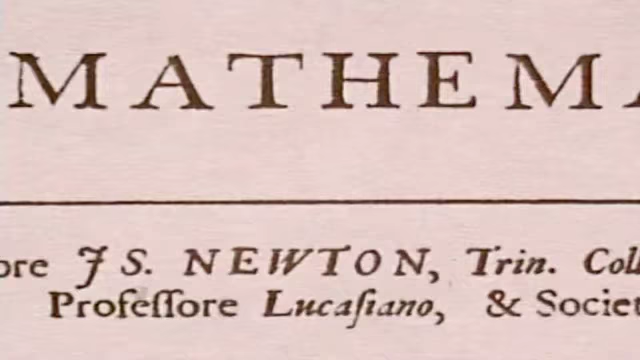 MATHEMA
ore JS. NEWTON, Trin. Coll
Profeſſore Lucaſiano, & Societ